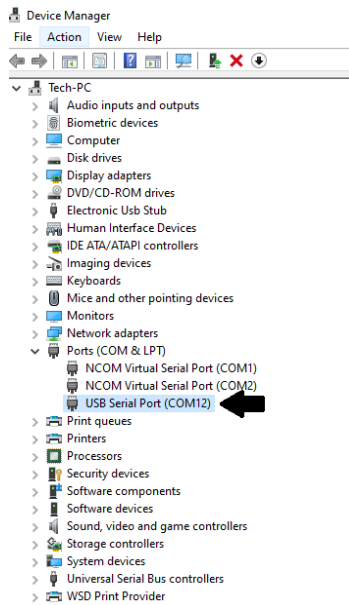 Device Manager
File Action View Help
Tech-PC
Audio inputs and outputs
Biometric devices
Computer
Disk drives
Display adapters
DVD/CD-ROM drives
Electronic Usb Stub
Human Interface Devices
IDE ATA/ATAPI controllers
Imaging devices
Keyboards
Mice and other pointing devices
Monitors
Network adapters
Ports (COM & LPT)
NCOM Virtual Serial Port (COM1)
NCOM Virtual Serial Port (COM2)
USB Serial Port (COM12)
Print queues
Printers
Processors
Security devices
Software components
Software devices
Sound, video and game controllers
Storage controllers
System devices
Universal Serial Bus controllers
WSD Print Provider